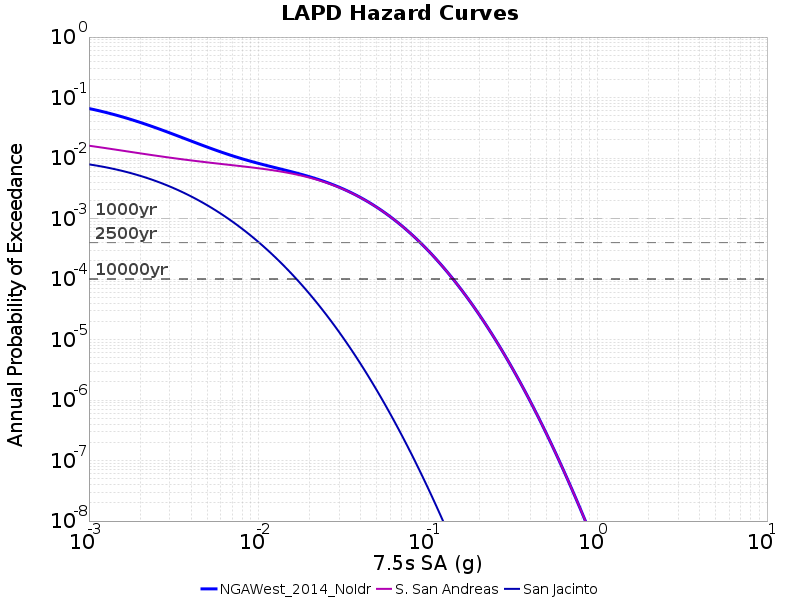 LAPD Hazard Curves
Annual Probability of Exceedance
10^0
10^-1
10^-2
10^-3
10^-4
10^-5
10^-6
10^-7
10^-8
1000yr
2500yr
10000yr
10^-3 10^-2 10^-1 10^0 10^1
7.5s SA (g)
NGAWest_2014_NoIdr S. San Andreas San Jacinto